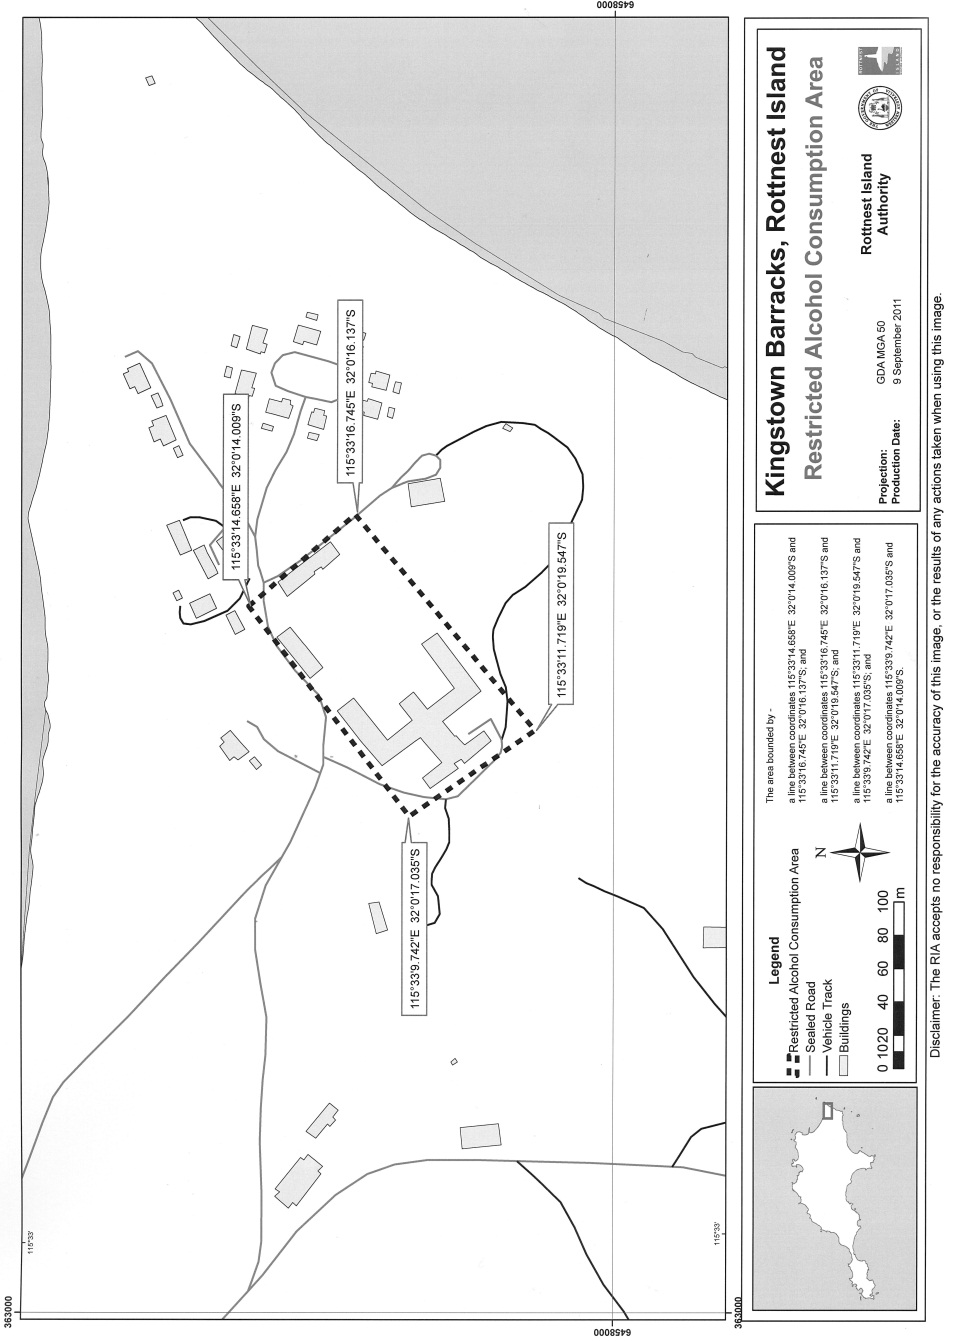 6458000
363000
115°33'
115°33'14.658"E 32°0'14.009"S
115°33'16.745"E 32°0'16.137"S
115°33'11.719"E 32°0'19.547"S
115°33'9.742"E 32°0'17.035"S
115°33'
363000
6458000
Legend
Restricted Alcohol Consumption Area
Sealed Road
Vehicle Track
Buildings
N
0 10 20 40 60 80 100
m
The area bounded by -
a line between coordinates 115°33'14.658"E 32°0'14.009"S and
115°33'16.745"E 32°0'16.137"S; and
a line between coordinates 115°33'16.745"E 32°0'16.137"S and
115°33'11.719"E 32°0'19.547"S; and
a line between coordinates 115°33'11.719"E 32°0'19.547"S and
115°33'9.742"E 32°0'17.035"S; and
a line between coordinates 115°33'9.742"E 32°0'17.035"S and
115°33'14.658"E 32°0'14.009"S.
Kingstown Barracks, Rottnest Island
Restricted Alcohol Consumption Area
Rottnest Island
Authority
Projection: GDA MGA 50
Production Date: 9 September 2011
Disclaimer: The RIA accepts no responsibility for the accuracy of this image, or the results of any actions taken when using this image.